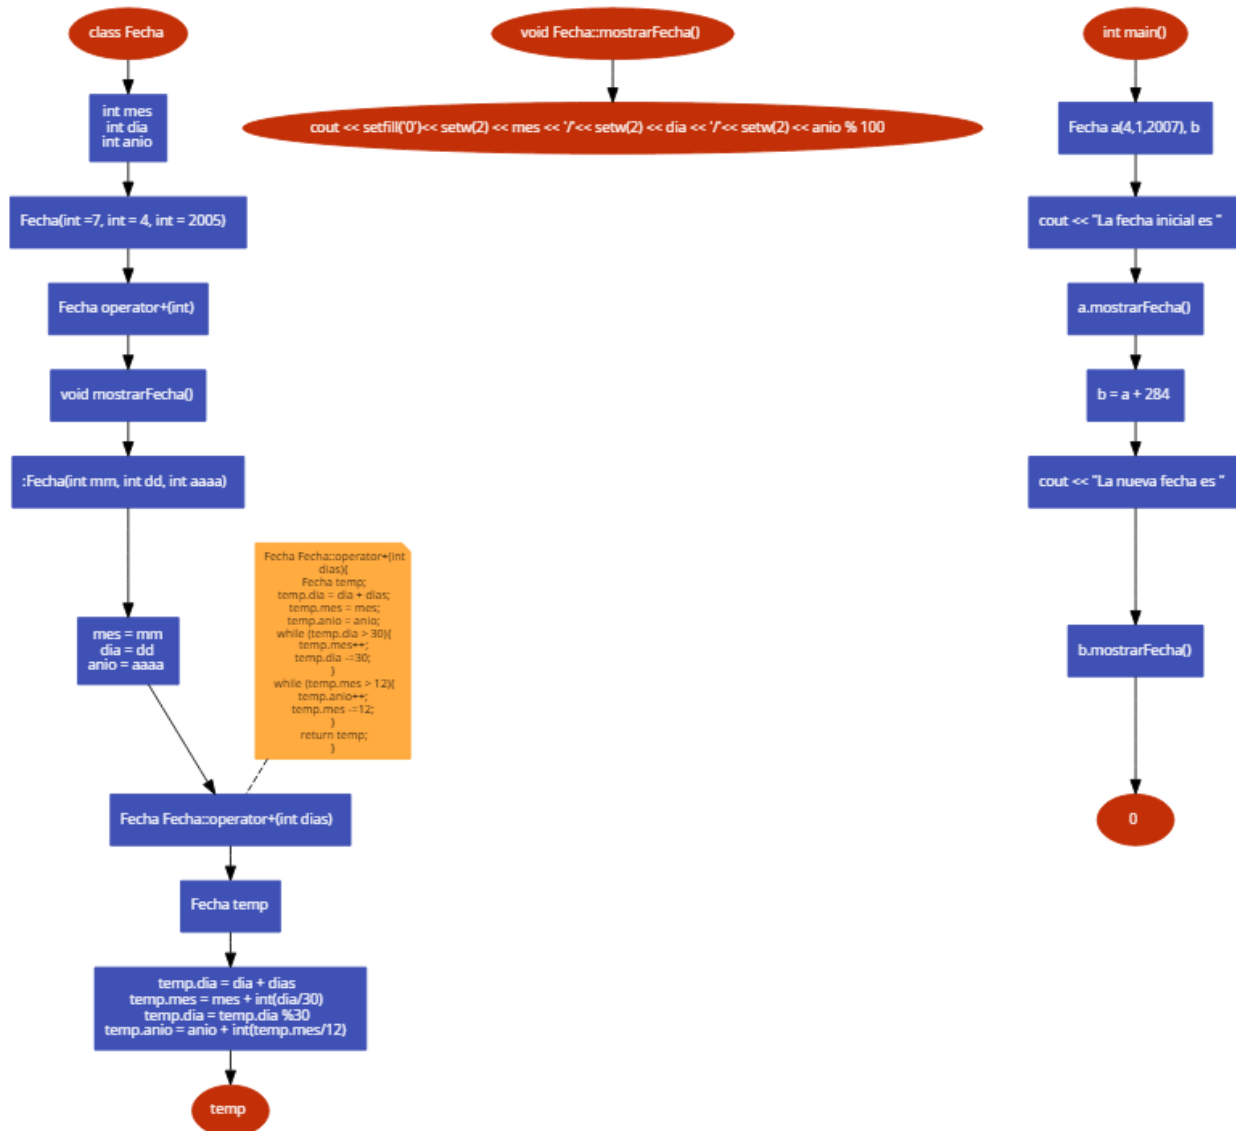 class Fecha
int mes
int dia
int anio
Fecha(int =7, int = 4, int = 2005)
Fecha operator+(int)
void mostrarFecha()
:Fecha(int mm, int dd, int aaaa)
mes = mm
dia = dd
anio = aaaa
Fecha Fecha::operator+(int
dias){
Fecha temp;
temp.dia = dia + dias;
temp.mes = mes;
temp.anio = anio;
while (temp.dia > 30){
temp.mes++;
temp.dia -=30;
}
while (temp.mes > 12){
temp.anio++;
temp.mes -=12;
}
return temp;
}
Fecha Fecha::operator+(int dias)
Fecha temp
temp.dia = dia + dias
temp.mes = mes + int(dia/30)
temp.dia = temp.dia %30
temp.anio = anio + int(temp.mes/12)
temp
void Fecha::mostrarFecha()
cout << setfill('0')<< setw(2) << mes << '/'<< setw(2) << dia << '/'<< setw(2) << anio % 100
int main()
Fecha a(4,1,2007), b
cout << "La fecha inicial es "
a.mostrarFecha()
b = a + 284
cout << "La nueva fecha es "
b.mostrarFecha()
0